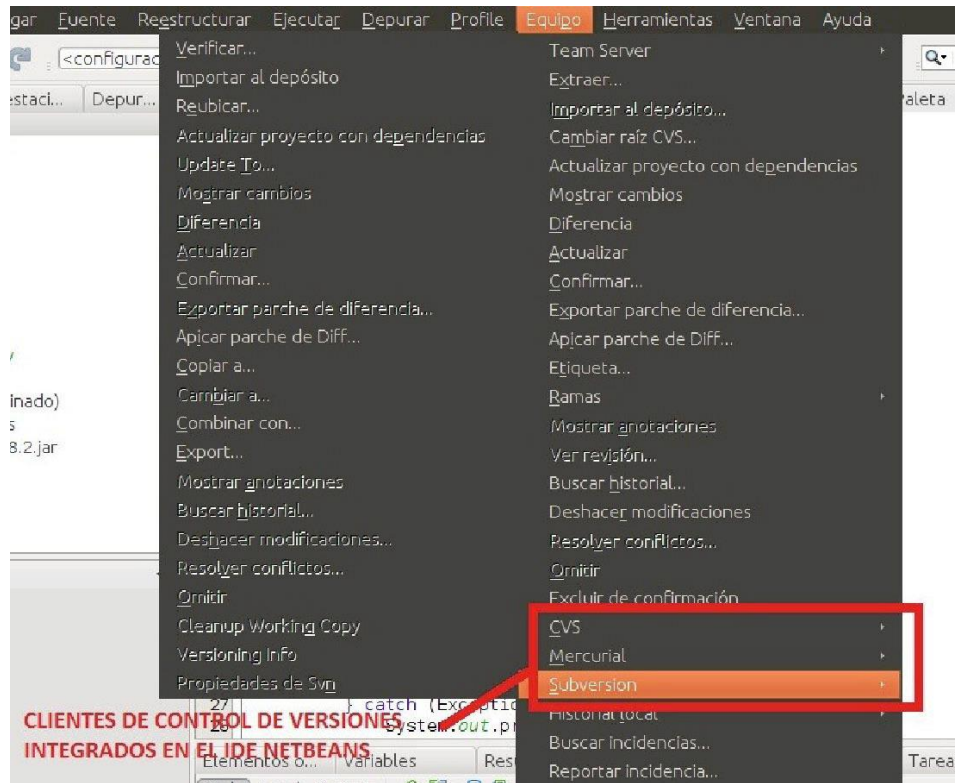 gar Fuente Reestructurar Ejecutar Depurar Profile Equipo Herramientas Ventana Ayuda
<configurac
estaci... Depur...
aleta
inado)
s
8.2.jar
Verificar...
Importar al depósito
Reubicar...
Actualizar proyecto con dependencias
Update To...
Mostrar cambios
Diferencia
Actualizar
Confirmar...
Exportar parche de diferencia...
Apicar parche de Diff...
Copiar a...
Cambiar a...
Combinar con...
Export...
Mostrar anotaciones
Buscar historial...
Deshacer modificaciones...
Resolver conflictos...
Omitir
Cleanup Working Copy
Versioning Info
Propiedades de Svn
Team Server
Extraer...
Importar al depósito...
Cambiar raíz CVS...
Actualizar proyecto con dependencias
Mostrar cambios
Diferencia
Actualizar
Confirmar...
Exportar parche de diferencia...
Apicar parche de Diff...
Etiqueta...
Ramas
Mostrar anotaciones
Ver revisión...
Buscar historial...
Deshacer modificaciones
Resolver conflictos...
Omitir
Excluir de confirmación
CVS
Mercurial
Subversion
Historial local
Buscar incidencias...
Reportar incidencia...
27 } catch (Exceptio
28 System.out.pr
CLIENTES DE CONTROL DE VERSIONES
INTEGRADOS EN EL IDE NETBEANS
Elementos o... Variables Res
Tarea